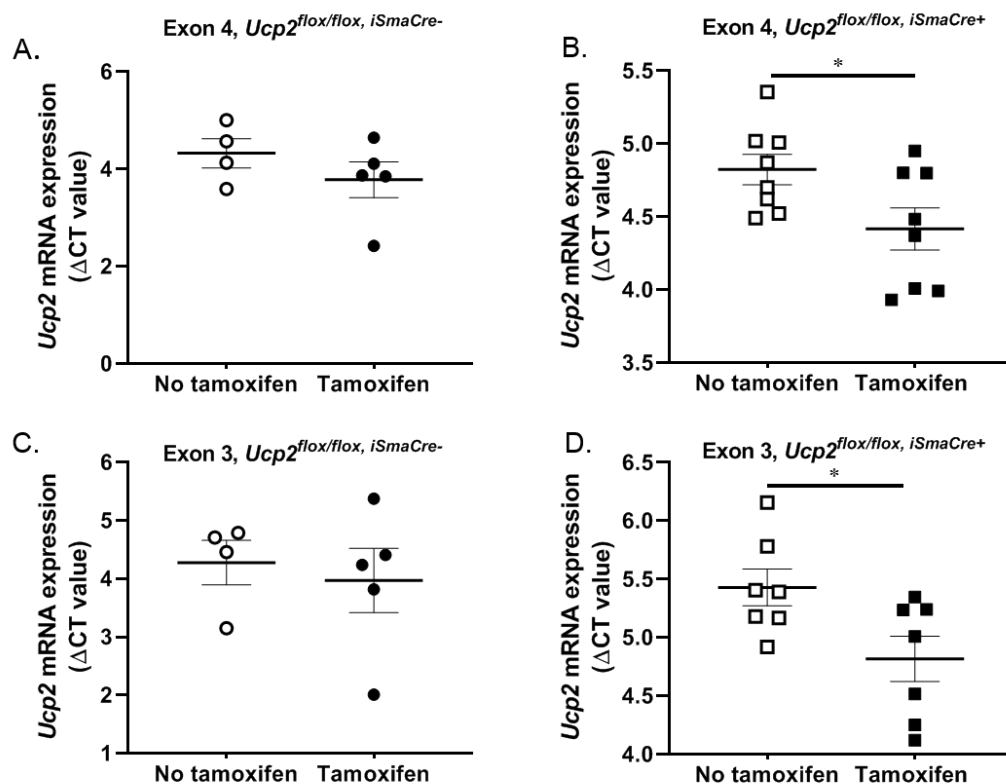 A.
Exon 4, Ucp2flox/flox, iSmaCre-
Ucp2 mRNA expression
(ΔCT value)
6
4
2
0
No tamoxifen Tamoxifen
B.
Exon 4, Ucp2flox/flox, iSmaCre+
*
Ucp2 mRNA expression
(ΔCT value)
5.5
5.0
4.5
4.0
3.5
No tamoxifen Tamoxifen
C.
Exon 3, Ucp2flox/flox, iSmaCre-
Ucp2 mRNA expression
(ΔCT value)
6
5
4
3
2
1
No tamoxifen Tamoxifen
D.
Exon 3, Ucp2flox/flox, iSmaCre+
*
Ucp2 mRNA expression
(ΔCT value)
6.5
6.0
5.5
5.0
4.5
4.0
No tamoxifen Tamoxifen